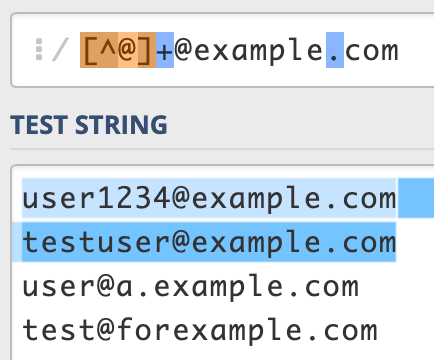 / [^@]+@example.com
TEST STRING
user1234@example.com
testuser@example.com
user@a.example.com
test@forexample.com